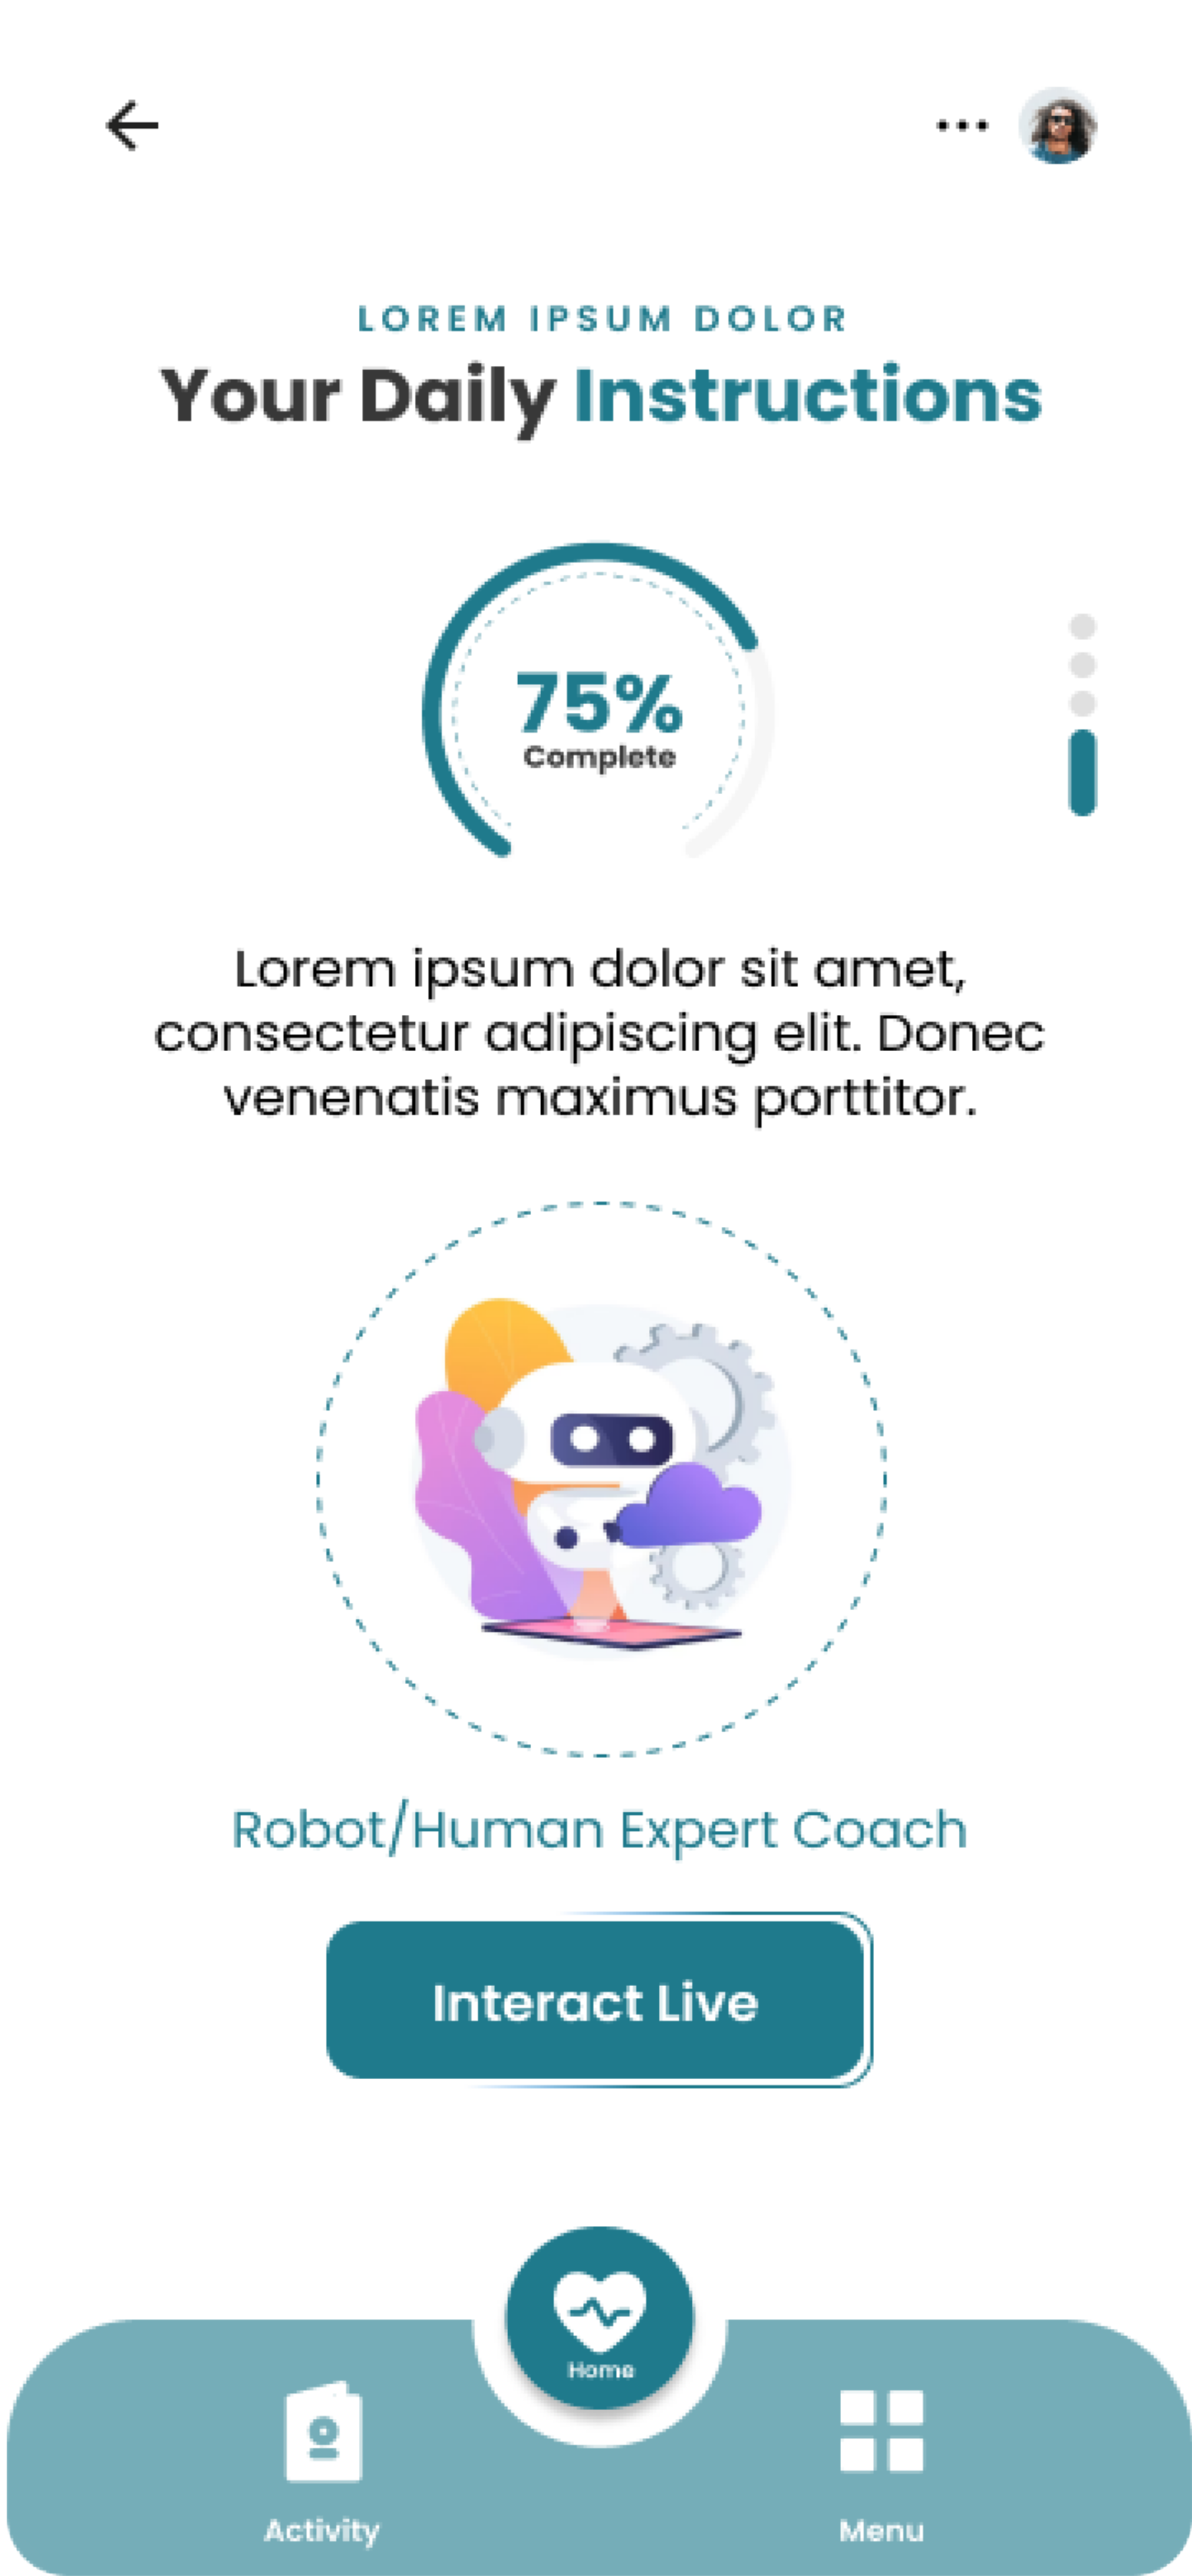 LOREM IPSUM DOLOR
Your Daily Instructions
75%
Complete
Lorem ipsum dolor sit amet,
consectetur adipiscing elit. Donec
venenatis maximus porttitor.
Robot/Human Expert Coach
Interact Live
Home
Activity
Menu